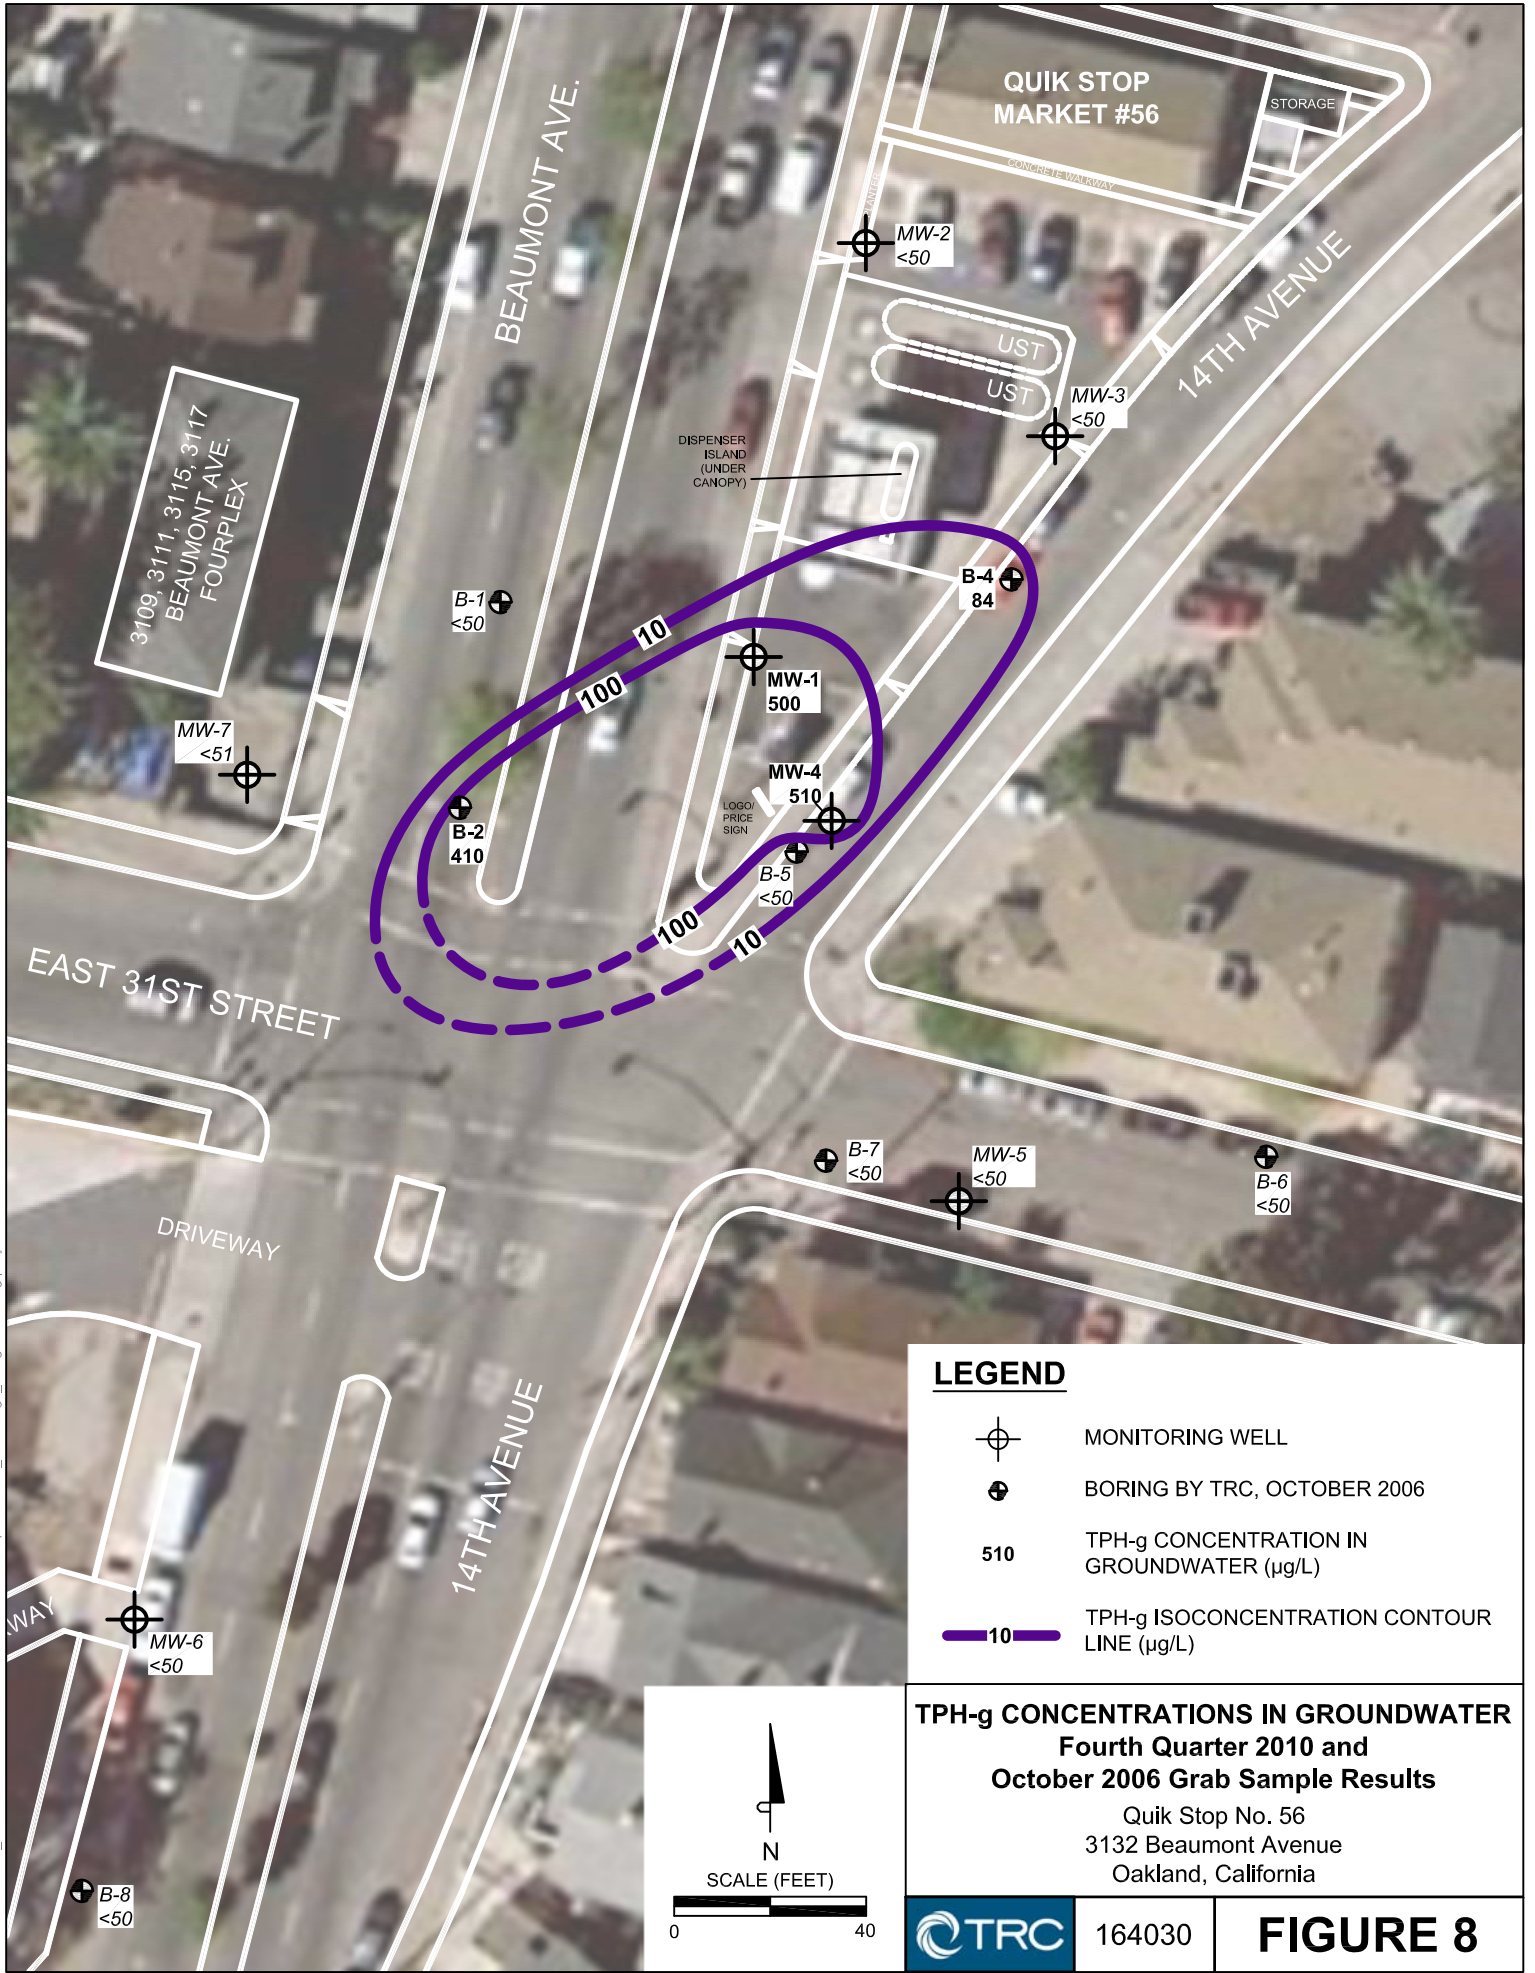 QUIK STOP
MARKET #56
STORAGE
CONCRETE WALKWAY
BEAUMONT AVE.
MW-2
<50
14TH AVENUE
UST
UST
MW-3
<50
DISPENSER
ISLAND
(UNDER
CANOPY)
3109, 3111, 3115, 3117
BEAUMONT AVE.
FOURPLEX
B-1
<50
B-4
84
10
100
MW-1
500
MW-7
<51
MW-4
510
LOGO/
PRICE
SIGN
B-2
410
B-5
<50
100
10
EAST 31ST STREET
B-7
<50
MW-5
<50
B-6
<50
DRIVEWAY
14TH AVENUE
MW-6
<50
B-8
<50
LEGEND
MONITORING WELL
BORING BY TRC, OCTOBER 2006
510
TPH-g CONCENTRATION IN
GROUNDWATER (µg/L)
10
TPH-g ISOCONCENTRATION CONTOUR
LINE (µg/L)
N
SCALE (FEET)
0
40
TPH-g CONCENTRATIONS IN GROUNDWATER
Fourth Quarter 2010 and
October 2006 Grab Sample Results
Quik Stop No. 56
3132 Beaumont Avenue
Oakland, California
TRC
164030
FIGURE 8